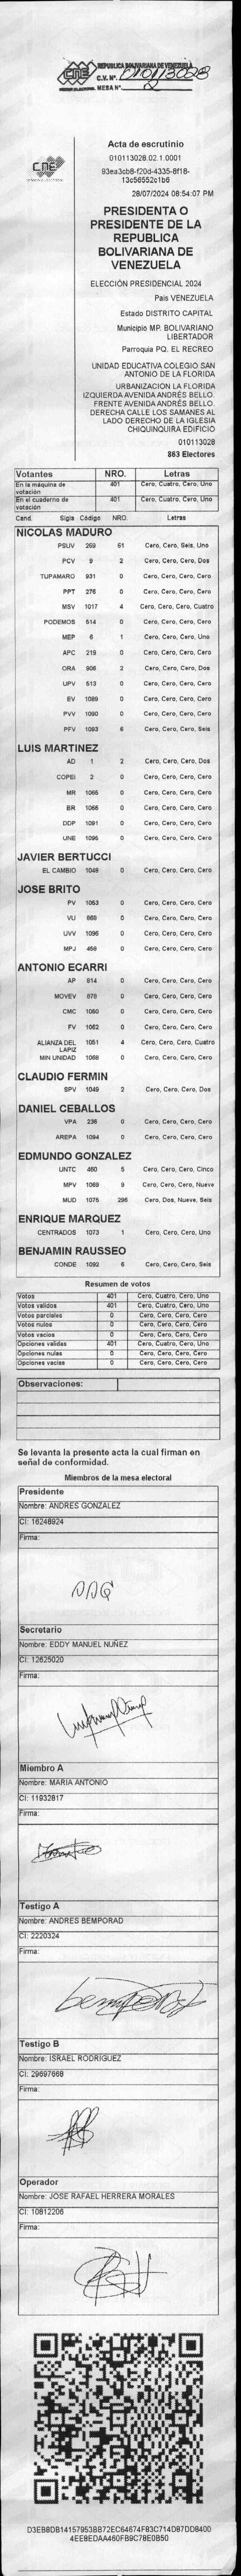 REPUBLICA BOLIVARIANA DE VENEZUELA
CNE
C.V. Nº. 010113028
MESA Nº. 2
CNE
Acta de escrutinio
010113028.02.1.0001
93ea3cb8-f20d-4335-8f18-
13c56552c1b6
28/07/2024 08:54:07 PM
PRESIDENTA O
PRESIDENTE DE LA
REPUBLICA
BOLIVARIANA DE
VENEZUELA
ELECCIÓN PRESIDENCIAL 2024
Pais VENEZUELA
Estado DISTRITO CAPITAL
Municipio MP. BOLIVARIANO
LIBERTADOR
Parroquia PQ. EL RECREO
UNIDAD EDUCATIVA COLEGIO SAN
ANTONIO DE LA FLORIDA
URBANIZACION LA FLORIDA
IZQUIERDA AVENIDA ANDRÉS BELLO.
FRENTE AVENIDA ANDRÉS BELLO.
DERECHA CALLE LOS SAMANES AL
LADO DERECHO DE LA IGLESIA
CHIQUINQUIRA EDIFICIO
010113028
863 Electores
Votantes NRO. Letras
En la máquina de votación 401 Cero, Cuatro, Cero, Uno
En el cuaderno de votación 401 Cero, Cuatro, Cero, Uno
Cand. Sigla Código NRO. Letras
NICOLAS MADURO
PSUV 269 61 Cero, Cero, Seis, Uno
PCV 9 2 Cero, Cero, Cero, Dos
TUPAMARO 931 0 Cero, Cero, Cero, Cero
PPT 276 0 Cero, Cero, Cero, Cero
MSV 1017 4 Cero, Cero, Cero, Cuatro
PODEMOS 514 0 Cero, Cero, Cero, Cero
MEP 6 1 Cero, Cero, Cero, Uno
APC 219 0 Cero, Cero, Cero, Cero
ORA 906 2 Cero, Cero, Cero, Dos
UPV 513 0 Cero, Cero, Cero, Cero
EV 1089 0 Cero, Cero, Cero, Cero
PVV 1090 0 Cero, Cero, Cero, Cero
PFV 1093 6 Cero, Cero, Cero, Seis
LUIS MARTINEZ
AD 1 2 Cero, Cero, Cero, Dos
COPEI 2 0 Cero, Cero, Cero, Cero
MR 1065 0 Cero, Cero, Cero, Cero
BR 1066 0 Cero, Cero, Cero, Cero
DDP 1091 0 Cero, Cero, Cero, Cero
UNE 1095 0 Cero, Cero, Cero, Cero
JAVIER BERTUCCI
EL CAMBIO 1048 0 Cero, Cero, Cero, Cero
JOSE BRITO
PV 1053 0 Cero, Cero, Cero, Cero
VU 868 0 Cero, Cero, Cero, Cero
UVV 1096 0 Cero, Cero, Cero, Cero
MPJ 458 0 Cero, Cero, Cero, Cero
ANTONIO ECARRI
AP 814 0 Cero, Cero, Cero, Cero
MOVEV 878 0 Cero, Cero, Cero, Cero
CMC 1050 0 Cero, Cero, Cero, Cero
FV 1062 0 Cero, Cero, Cero, Cero
ALIANZA DEL LAPIZ 1051 4 Cero, Cero, Cero, Cuatro
MIN UNIDAD 1068 0 Cero, Cero, Cero, Cero
CLAUDIO FERMIN
SPV 1049 2 Cero, Cero, Cero, Dos
DANIEL CEBALLOS
VPA 236 0 Cero, Cero, Cero, Cero
AREPA 1094 0 Cero, Cero, Cero, Cero
EDMUNDO GONZALEZ
UNTC 460 5 Cero, Cero, Cero, Cinco
MPV 1069 9 Cero, Cero, Cero, Nueve
MUD 1075 296 Cero, Dos, Nueve, Seis
ENRIQUE MARQUEZ
CENTRADOS 1073 1 Cero, Cero, Cero, Uno
BENJAMIN RAUSSEO
CONDE 1092 6 Cero, Cero, Cero, Seis
Resumen de votos
Votos 401 Cero, Cuatro, Cero, Uno
Votos validos 401 Cero, Cuatro, Cero, Uno
Votos parciales 0 Cero, Cero, Cero, Cero
Votos nulos 0 Cero, Cero, Cero, Cero
Votos vacios 0 Cero, Cero, Cero, Cero
Opciones validas 401 Cero, Cuatro, Cero, Uno
Opciones nulas 0 Cero, Cero, Cero, Cero
Opciones vacias 0 Cero, Cero, Cero, Cero
Observaciones:
Se levanta la presente acta la cual firman en
señal de conformidad.
Miembros de la mesa electoral
Presidente
Nombre: ANDRES GONZALEZ
CI: 16248924
Firma:
Secretario
Nombre: EDDY MANUEL NUÑEZ
CI: 12625020
Firma:
Miembro A
Nombre: MARIA ANTONIO
CI: 11932817
Firma:
Testigo A
Nombre: ANDRES BEMPORAD
CI: 2220324
Firma:
Testigo B
Nombre: ISRAEL RODRIGUEZ
CI: 29697668
Firma:
Operador
Nombre: JOSE RAFAEL HERRERA MORALES
CI: 10812206
Firma:
D3EB8DB14157953BB72EC64674F83C714D87DD8400
4EE8EDAA460FB9C78E0B50